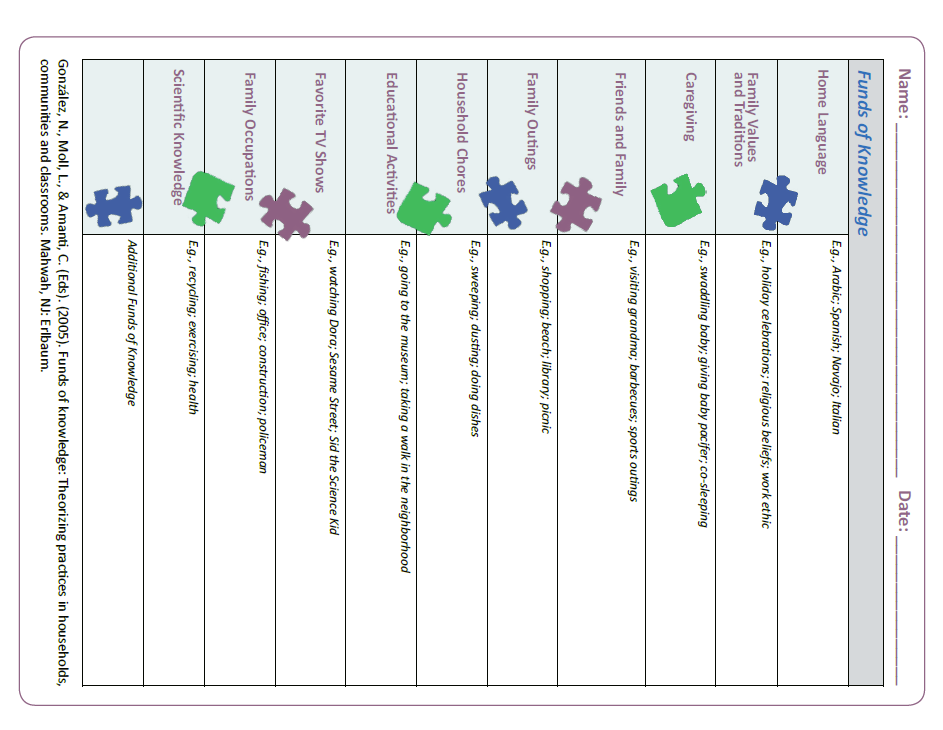 Name: ____________________________________ Date: _______________
Funds of Knowledge
Home Language
E.g., Arabic; Spanish; Navajo; Italian
Family Values
and Traditions
E.g., holiday celebrations; religious beliefs; work ethic
Caregiving
E.g., swaddling baby; giving baby pacifer; co-sleeping
Friends and Family
E.g., visiting grandma; barbecues; sports outings
Family Outings
E.g., shopping; beach; library; picnic
Household Chores
E.g., sweeping; dusting; doing dishes
Educational Activities
E.g., going to the museum; taking a walk in the neighborhood
Favorite TV Shows
E.g., watching Dora; Sesame Street; Sid the Science Kid
Family Occupations
E.g., fishing; office; construction; policeman
Scientific Knowledge
E.g., recycling; exercising; health
Additional Funds of Knowledge
González, N., Moll, L., & Amanti, C. (Eds). (2005). Funds of knowledge: Theorizing practices in households,
communities and classrooms. Mahwah, NJ: Erlbaum.